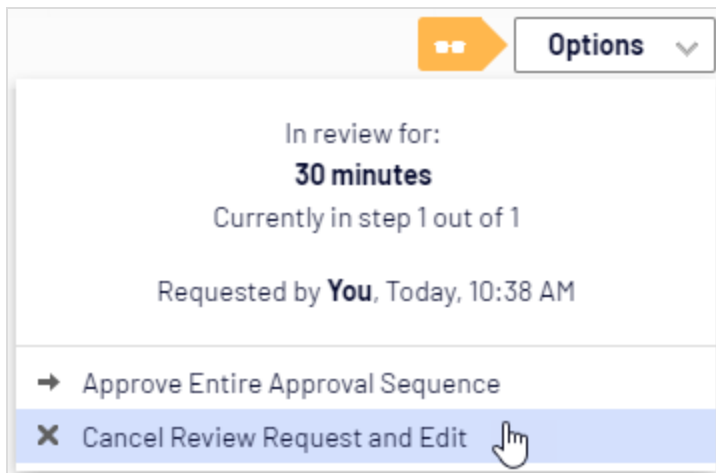 Options
In review for:
30 minutes
Currently in step 1 out of 1
Requested by You, Today, 10:38 AM
Approve Entire Approval Sequence
Cancel Review Request and Edit